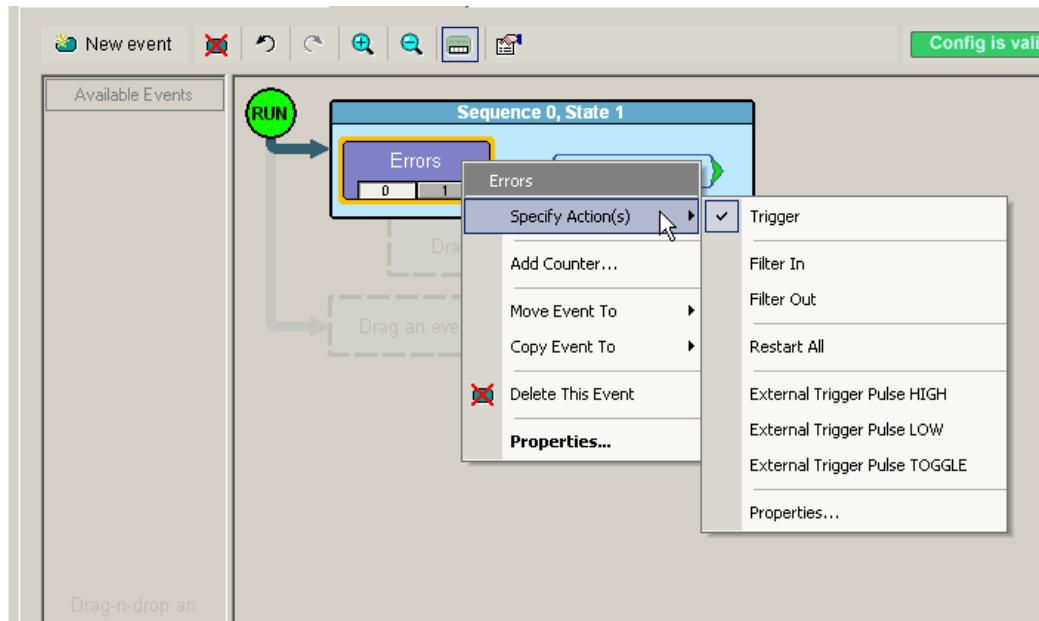 New event
Config is vali
Available Events
RUN
Sequence 0, State 1
Errors
0 1
Errors
Specify Action(s)
Add Counter...
Move Event To
Copy Event To
Delete This Event
Properties...
Trigger
Filter In
Filter Out
Restart All
External Trigger Pulse HIGH
External Trigger Pulse LOW
External Trigger Pulse TOGGLE
Properties...
Dra
Drag an eve
Drag-n-drop an